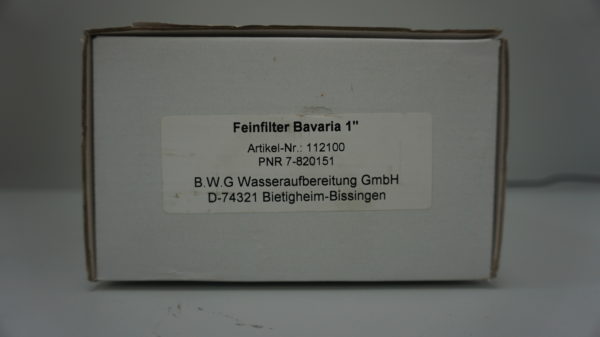 Feinfilter Bavaria 1"
Artikel-Nr.: 112100
PNR 7-820151
B.W.G Wasseraufbereitung GmbH
D-74321 Bietigheim-Bissingen